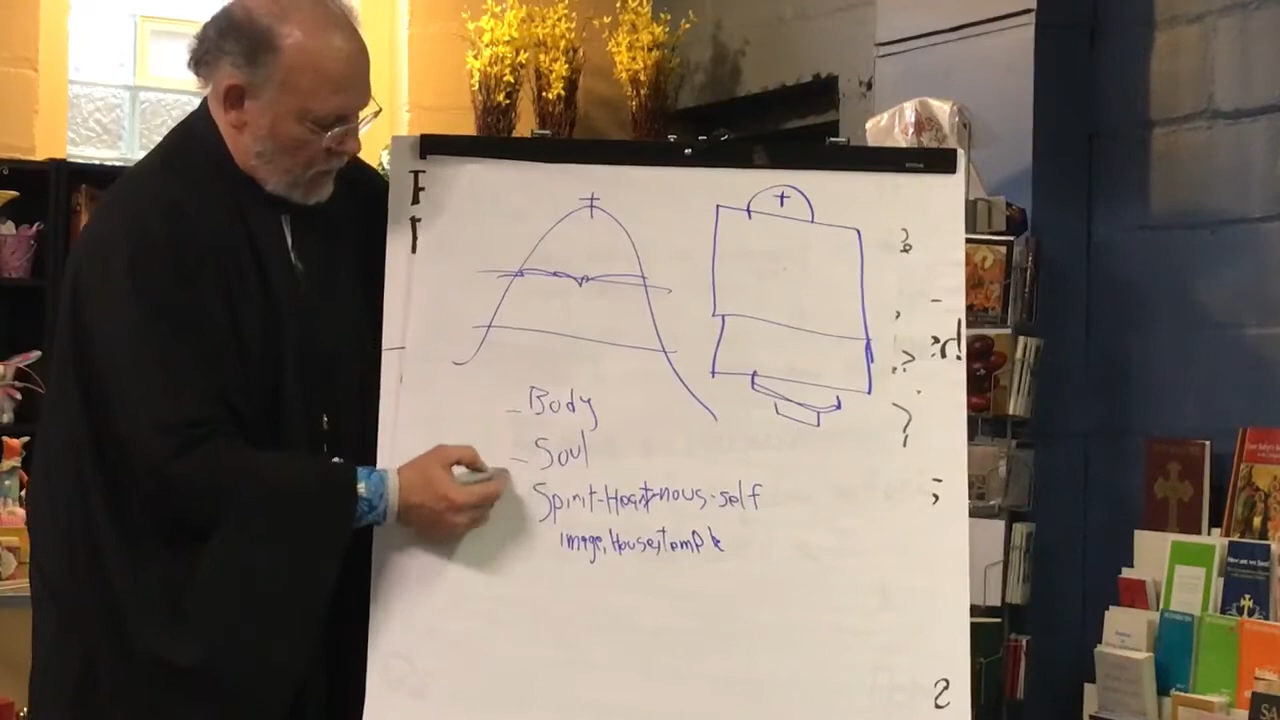 - Body
- Soul
Spirit-Heart-nous-self
image, House, temple